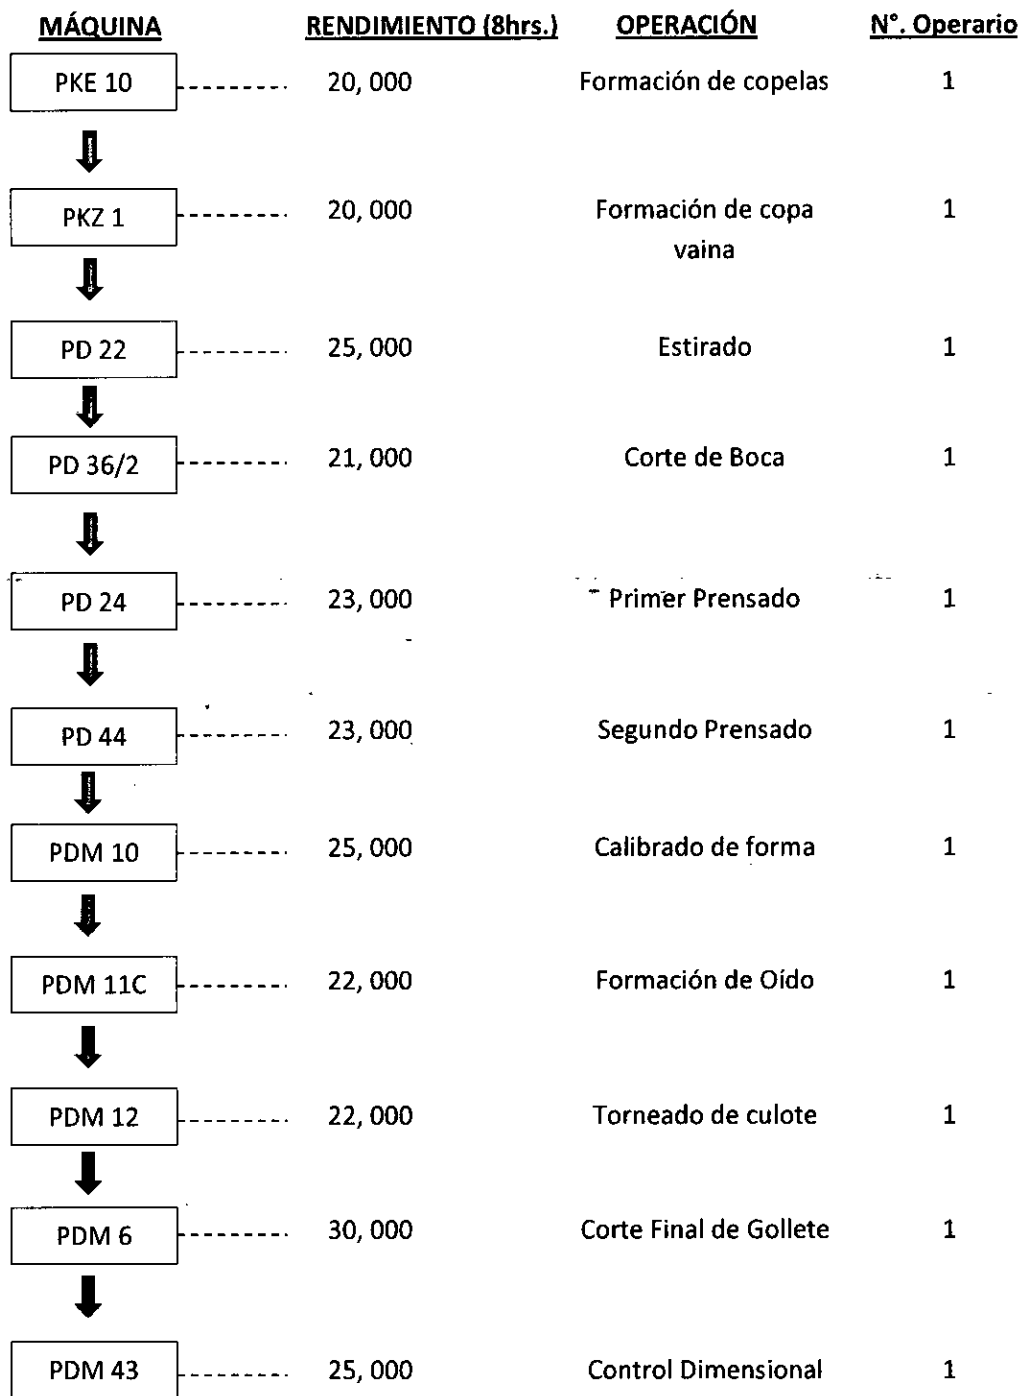 MÁQUINA RENDIMIENTO (8hrs.) OPERACIÓN N°. Operario
PKE 10 20, 000 Formación de copelas 1
PKZ 1 20, 000 Formación de copa 1
vaina
PD 22 25, 000 Estirado 1
PD 36/2 21, 000 Corte de Boca 1
PD 24 23, 000 Primer Prensado 1
PD 44 23, 000 Segundo Prensado 1
PDM 10 25, 000 Calibrado de forma 1
PDM 11C 22, 000 Formación de Oído 1
PDM 12 22, 000 Torneado de culote 1
PDM 6 30, 000 Corte Final de Gollete 1
PDM 43 25, 000 Control Dimensional 1